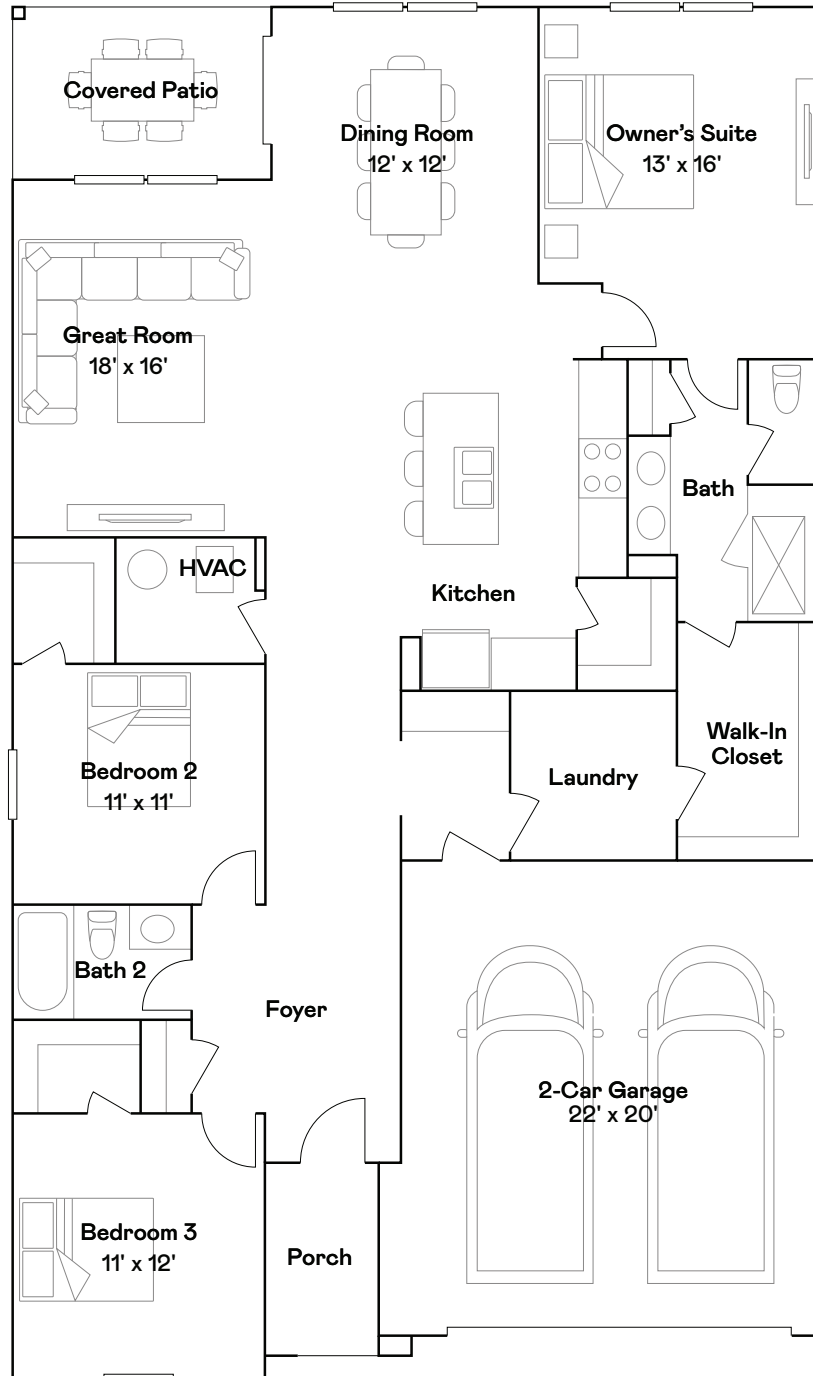 Covered Patio
Dining Room
12' x 12'
Owner's Suite
13' x 16'
Great Room
18' x 16'
Bath
HVAC
Kitchen
Walk-In
Closet
Bedroom 2
11' x 11'
Laundry
Bath 2
Foyer
2-Car Garage
22' x 20'
Bedroom 3
11' x 12'
Porch